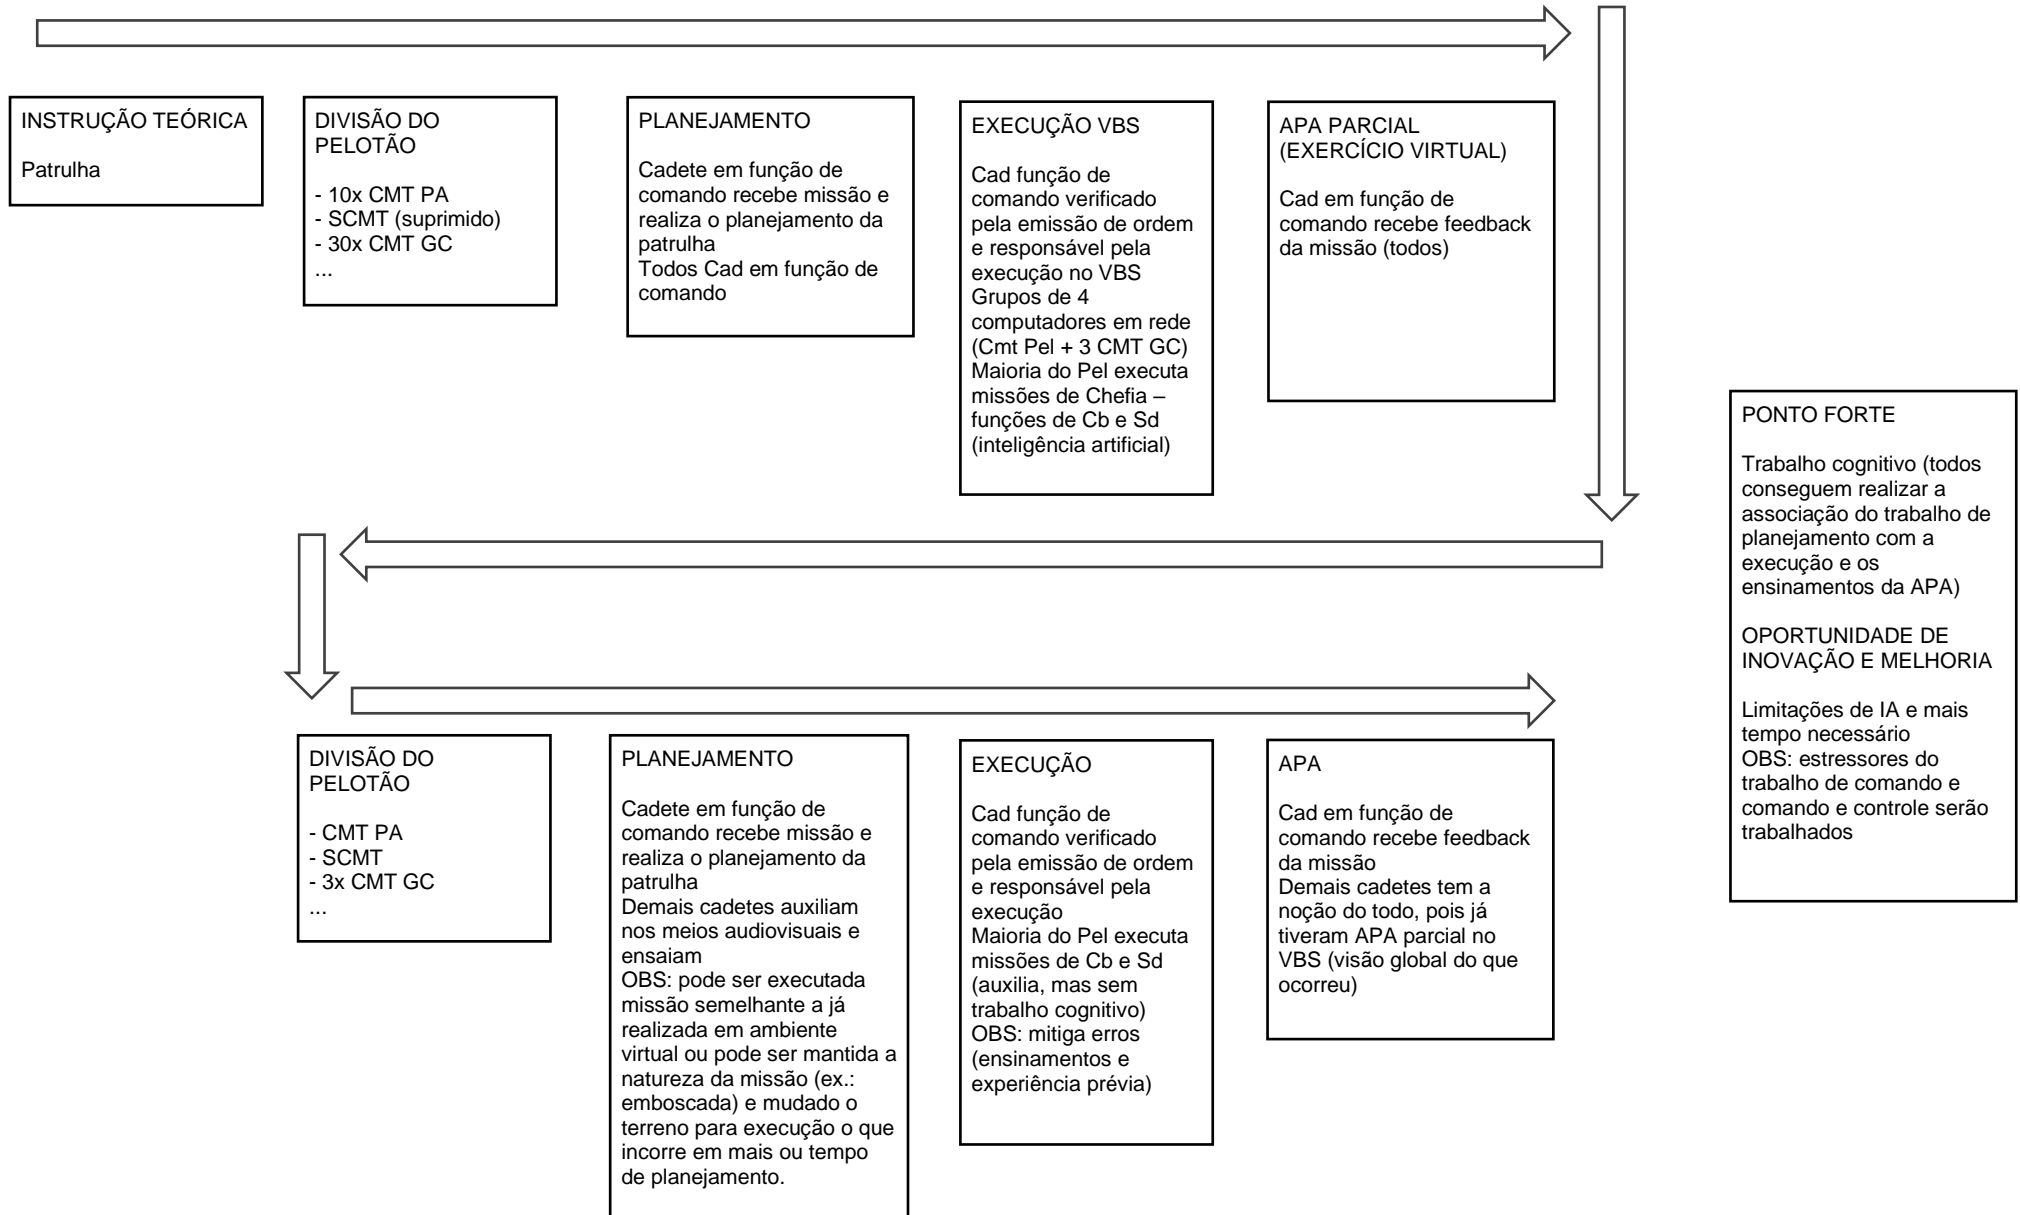 INSTRUÇÃO TEÓRICA
Patrulha
DIVISÃO DO
PELOTÃO
- 10x CMT PA
- SCMT (suprimido)
- 30x CMT GC
...
PLANEJAMENTO
Cadete em função de
comando recebe missão e
realiza o planejamento da
patrulha
Todos Cad em função de
comando
EXECUÇÃO VBS
Cad função de
comando verificado
pela emissão de ordem
e responsável pela
execução no VBS
Grupos de 4
computadores em rede
(Cmt Pel + 3 CMT GC)
Maioria do Pel executa
missões de Chefia –
funções de Cb e Sd
(inteligência artificial)
APA PARCIAL
(EXERCÍCIO VIRTUAL)
Cad em função de
comando recebe feedback
da missão (todos)
PONTO FORTE
Trabalho cognitivo (todos
conseguem realizar a
associação do trabalho de
planejamento com a
execução e os
ensinamentos da APA)
OPORTUNIDADE DE
INOVAÇÃO E MELHORIA
Limitações de IA e mais
tempo necessário
OBS: estressores do
trabalho de comando e
comando e controle serão
trabalhados
DIVISÃO DO
PELOTÃO
- CMT PA
- SCMT
- 3x CMT GC
...
PLANEJAMENTO
Cadete em função de
comando recebe missão e
realiza o planejamento da
patrulha
Demais cadetes auxiliam
nos meios audiovisuais e
ensaiam
OBS: pode ser executada
missão semelhante a já
realizada em ambiente
virtual ou pode ser mantida a
natureza da missão (ex.:
emboscada) e mudado o
terreno para execução o que
incorre em mais ou tempo
de planejamento.
EXECUÇÃO
Cad função de
comando verificado
pela emissão de ordem
e responsável pela
execução
Maioria do Pel executa
missões de Cb e Sd
(auxilia, mas sem
trabalho cognitivo)
OBS: mitiga erros
(ensinamentos e
experiência prévia)
APA
Cad em função de
comando recebe feedback
da missão
Demais cadetes tem a
noção do todo, pois já
tiveram APA parcial no
VBS (visão global do que
ocorreu)